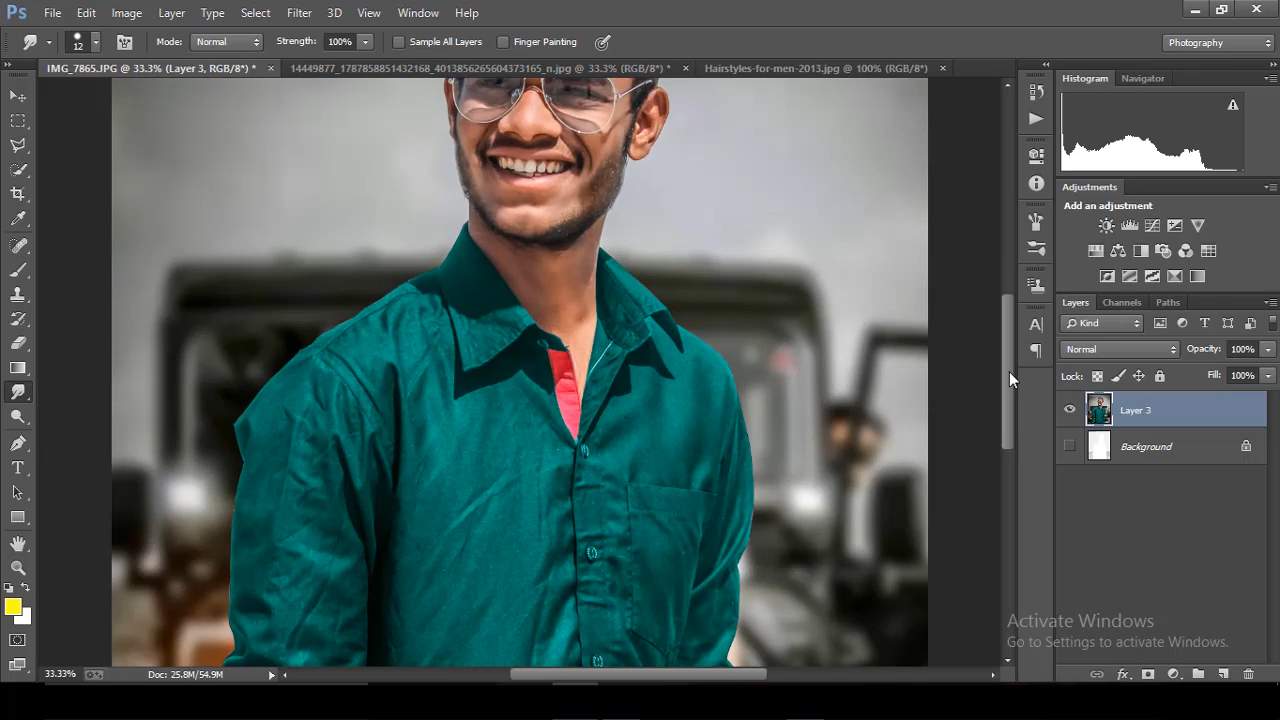 Ps File Edit Image Layer Type Select Filter 3D View Window Help
12 Mode: Normal Strength: 100% Sample All Layers Finger Painting Photography
IMG_7865.JPG @ 33.3% (Layer 3, RGB/8*) * × 14449877_1787858851432168_4013856265604373165_n.jpg @ 33.3% (RGB/8*) * × Hairstyles-for-men-2013.jpg @ 100% (RGB/8*) ×
Histogram Navigator
Adjustments
Add an adjustment
Layers Channels Paths
Kind
Normal Opacity: 100%
Lock: Fill: 100%
Layer 3
Background
Activate Windows
Go to Settings to activate Windows.
33.33% Doc: 25.8M/54.9M